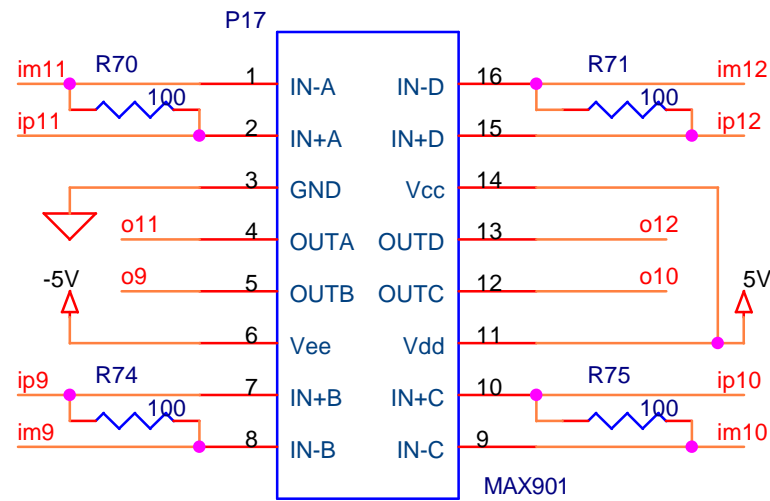 P17
im11 R70 1 IN-A IN-D 16 R71 im12
100 100
ip11 2 IN+A IN+D 15 ip12
3 GND Vcc 14
o11 4 OUTA OUTD 13 o12
-5V o9 5 OUTB OUTC 12 o10 5V
6 Vee Vdd 11
ip9 R74 7 IN+B IN+C 10 R75 ip10
100 100
im9 8 IN-B IN-C 9 im10
MAX901